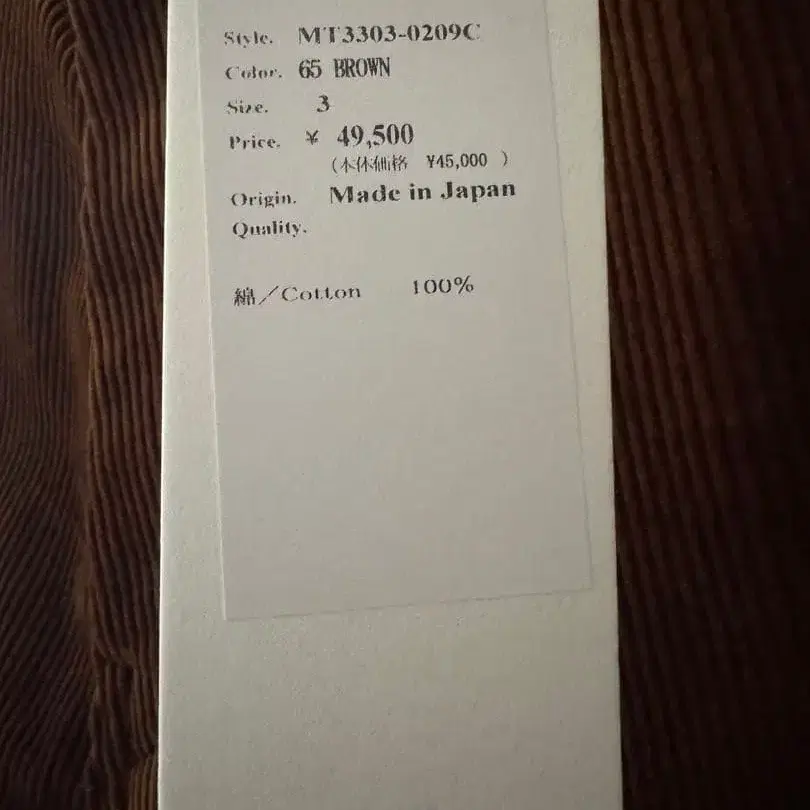 Style. MT3303-0209C
Color. 65 BROWN
Size. 3
Price. ¥ 49,500
(本体価格 ¥45,000 )
Origin. Made in Japan
Quality.
綿/Cotton 100%